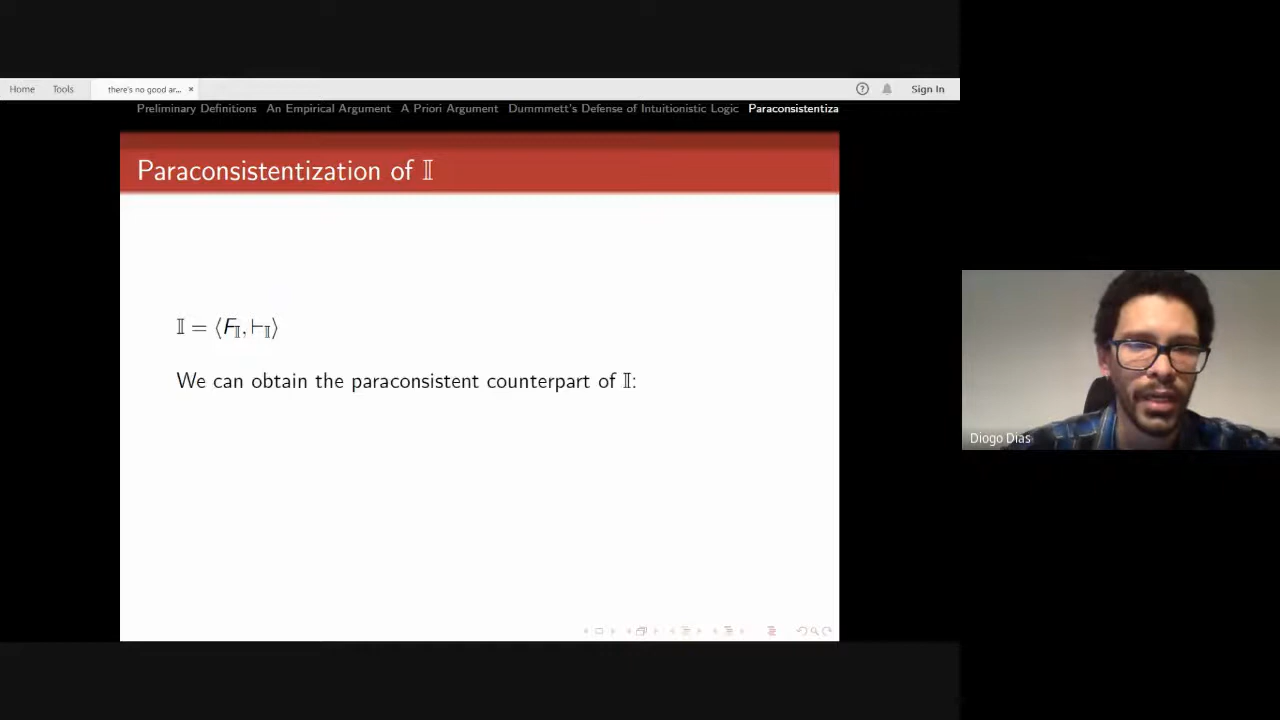 Home Tools there's no good ar... × Sign In
Preliminary Definitions An Empirical Argument A Priori Argument Dummmett's Defense of Intuitionistic Logic Paraconsistentiza
Paraconsistentization of 𝕀
𝕀 = ⟨F𝕀, ⊢𝕀⟩
We can obtain the paraconsistent counterpart of 𝕀:
Diogo Dias